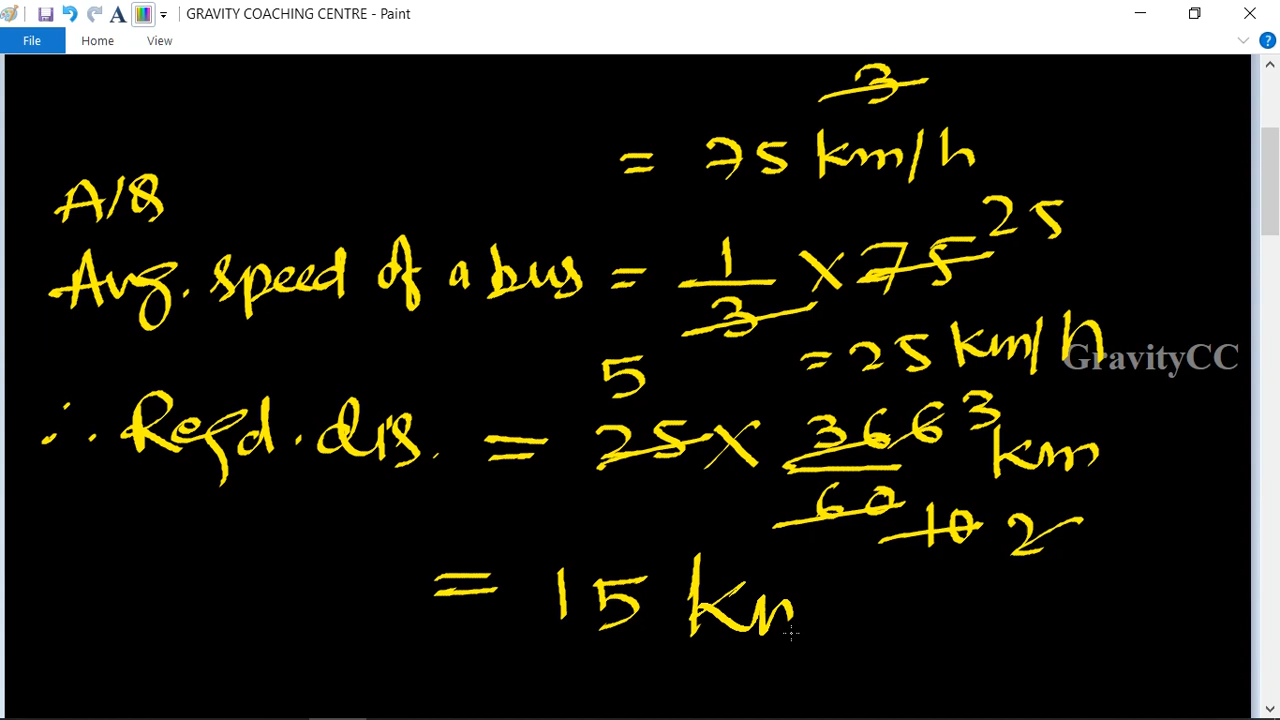 GRAVITY COACHING CENTRE - Paint
File Home View
3
= 75 km/h
A/Q
Avg. speed of a bus = 1/3 × 75 25
= 25 km/h
GravityCC
5
∴ Reqd. dis. = 25 × 36/60 6 3 km
10 2
= 15 km